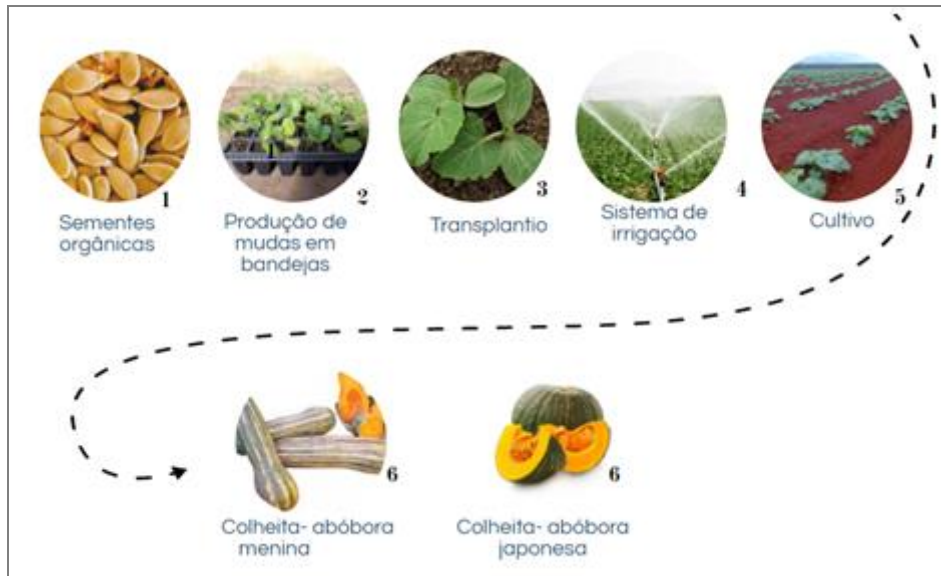 1
Sementes
orgânicas
2
Produção de
mudas em
bandejas
3
Transplantio
4
Sistema de
irrigação
5
Cultivo
6
Colheita- abóbora
menina
6
Colheita- abóbora
japonesa